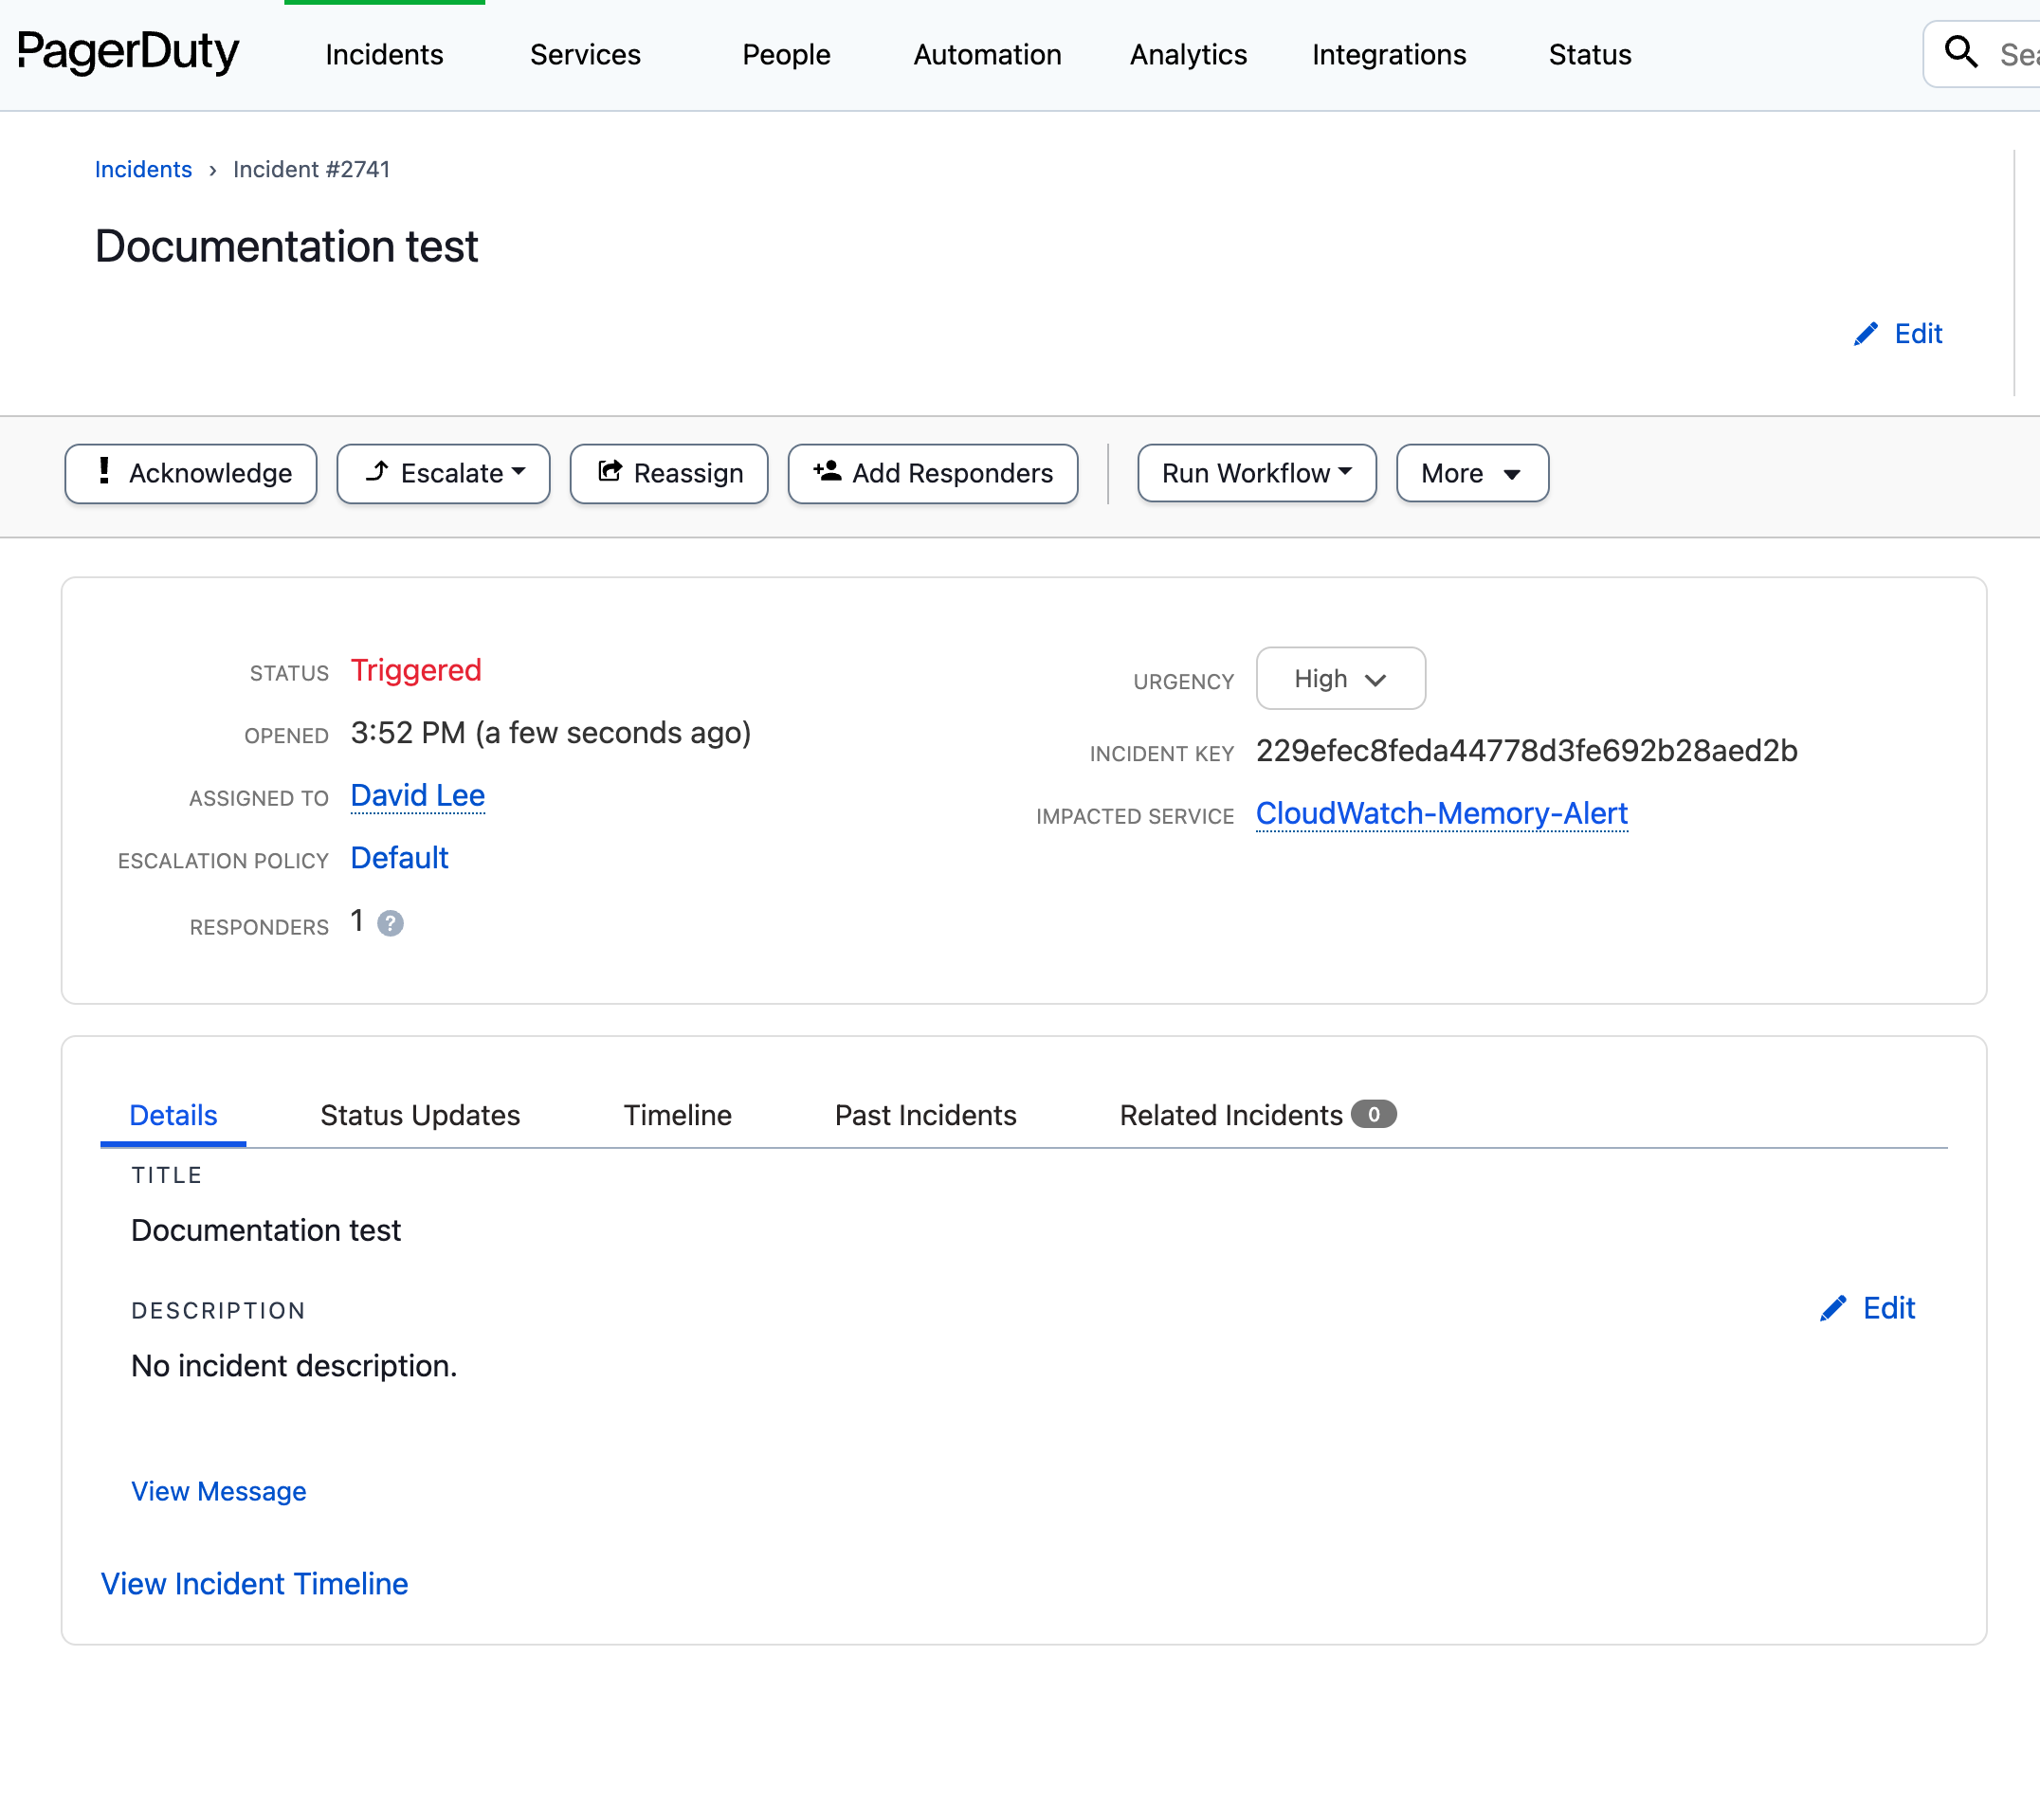 PagerDuty Incidents Services People Automation Analytics Integrations Status
Incidents › Incident #2741
Documentation test
Edit
! Acknowledge Escalate Reassign Add Responders Run Workflow More
STATUS Triggered
OPENED 3:52 PM (a few seconds ago)
ASSIGNED TO David Lee
ESCALATION POLICY Default
RESPONDERS 1 ?
URGENCY High
INCIDENT KEY 229efec8feda44778d3fe692b28aed2b
IMPACTED SERVICE CloudWatch-Memory-Alert
Details Status Updates Timeline Past Incidents Related Incidents 0
TITLE
Documentation test
DESCRIPTION
Edit
No incident description.
View Message
View Incident Timeline